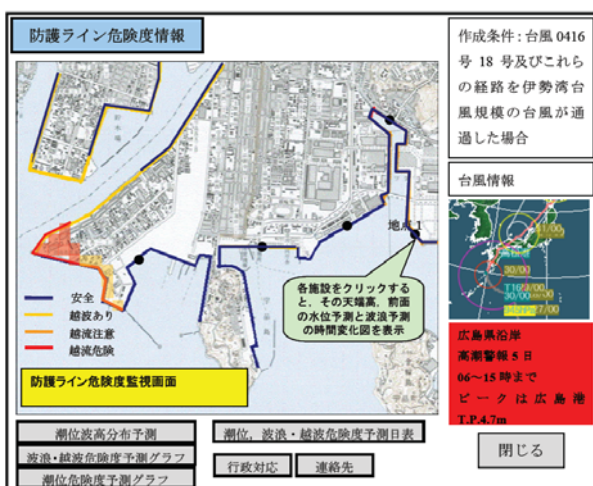 防護ライン危険度情報
作成条件：台風0416
号18号及びこれら
の経路を伊勢湾台
風規模の台風が通
過した場合
台風情報
地点1
各施設をクリックする
と、その天端高、前面
の水位予測と波浪予測
の時間変化図を表示
安全
越波あり
越流注意
越流危険
防護ライン危険度監視画面
広島県沿岸
高潮警報5日
06～15時まで
ピークは広島港
T.P.4.7m
潮位波高分布予測
潮位，波浪・越波危険度予測日表
波浪・越波危険度予測グラフ
行政対応
連絡先
潮位危険度予測グラフ
閉じる